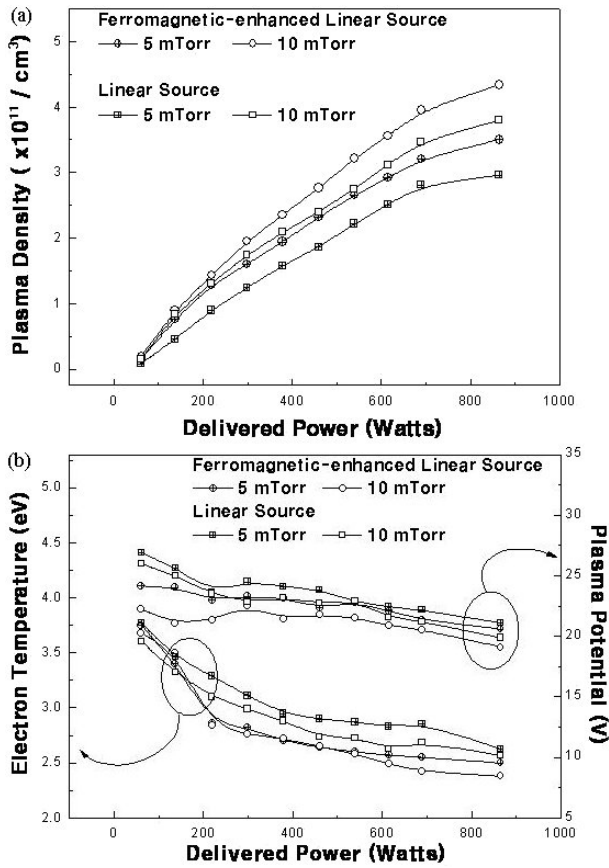 (a)
Ferromagnetic-enhanced Linear Source
5 mTorr 10 mTorr
Linear Source
5 mTorr 10 mTorr
Plasma Density ( x10¹¹ / cm³)
5
4
3
2
1
0
0 200 400 600 800 1000
Delivered Power (Watts)
(b)
Ferromagnetic-enhanced Linear Source
5 mTorr 10 mTorr
Linear Source
5 mTorr 10 mTorr
Electron Temperature (eV)
5.0
4.5
4.0
3.5
3.0
2.5
2.0
35
30
25
20
15
10
5
Plasma Potential (V)
0 200 400 600 800 1000
Delivered Power (Watts)